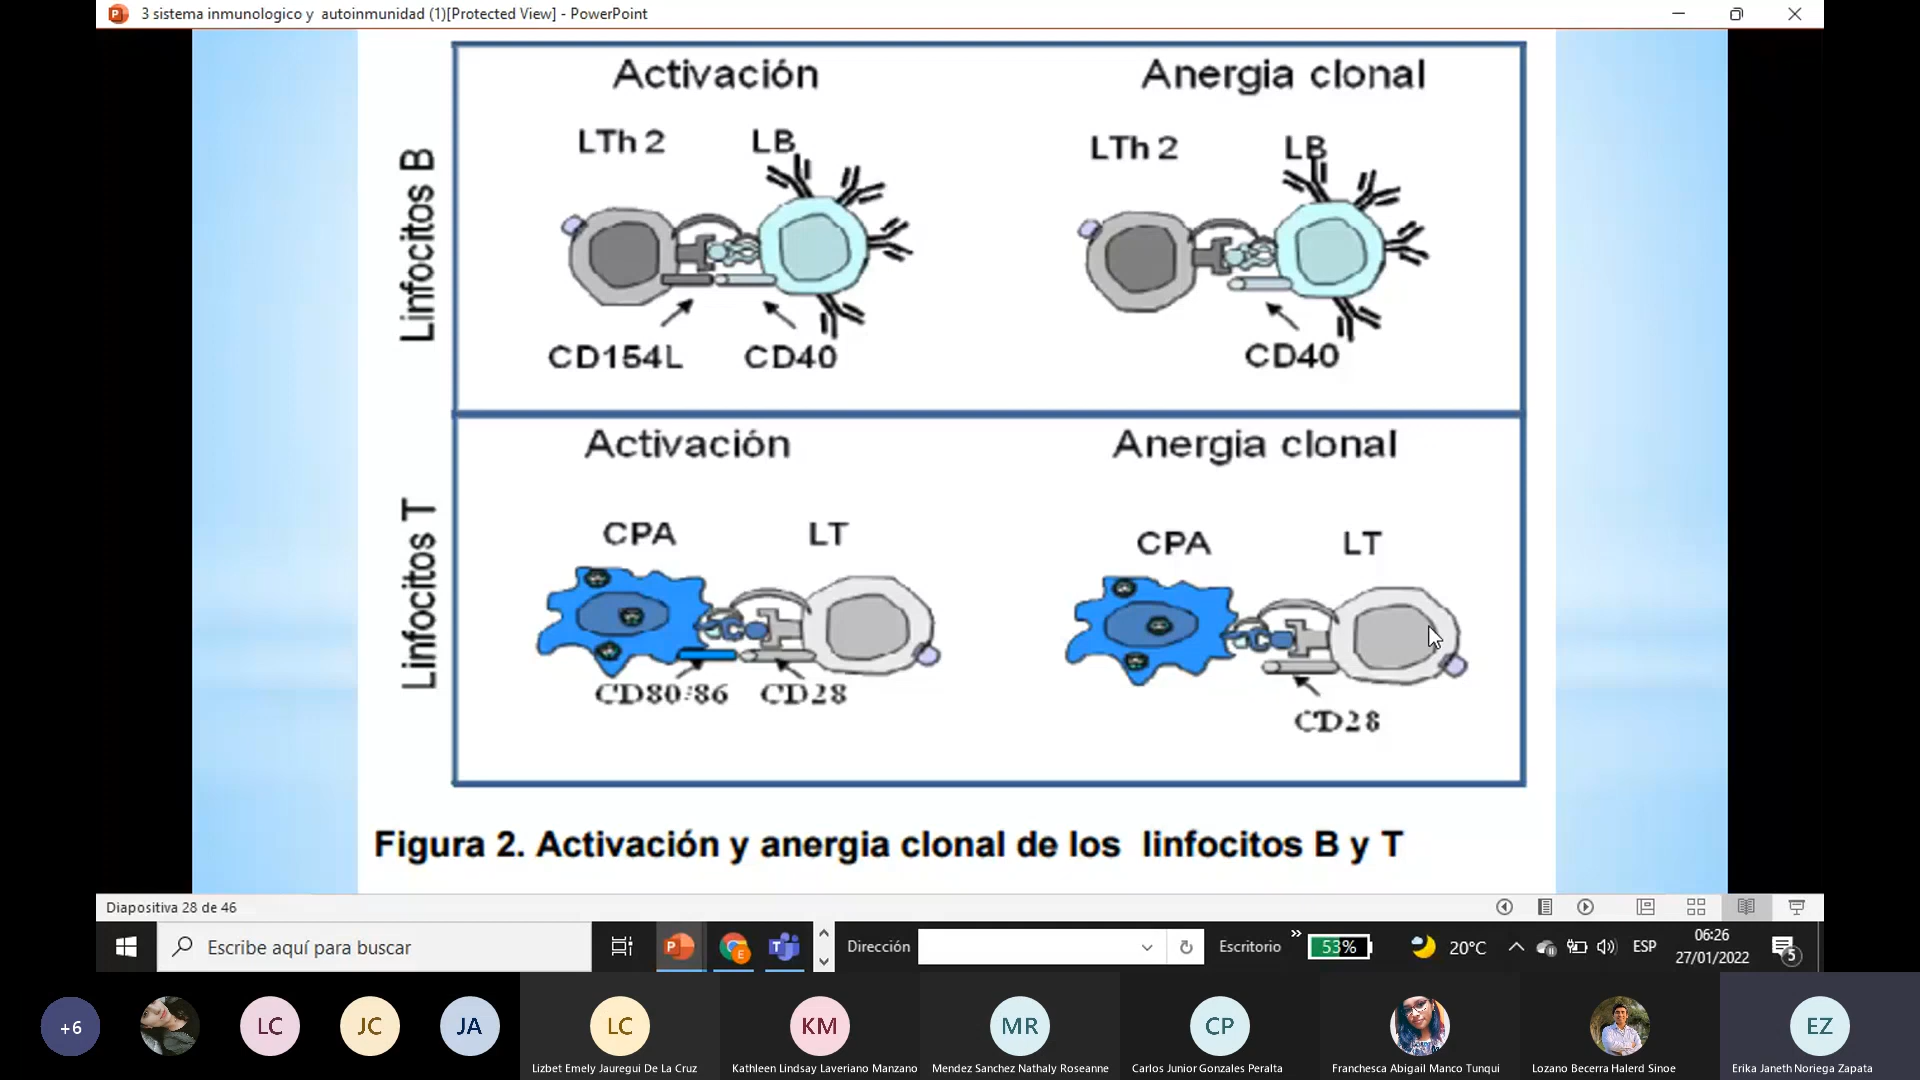 3 sistema inmunologico y autoinmunidad (1)[Protected View] - PowerPoint
Activación
Anergia clonal
Linfocitos B
LTh 2
LB
LTh 2
LB
CD154L
CD40
CD40
Activación
Anergia clonal
Linfocitos T
CPA
LT
CPA
LT
CD80/86
CD28
CD28
Figura 2. Activación y anergia clonal de los linfocitos B y T
Diapositiva 28 de 46
Escribe aquí para buscar
Dirección
Escritorio
53%
20°C
ESP
06:26
27/01/2022
5
+6
LC
JC
JA
LC
KM
MR
CP
EZ
Lizbet Emely Jauregui De La Cruz
Kathleen Lindsay Laveriano Manzano
Mendez Sanchez Nathaly Roseanne
Carlos Junior Gonzales Peralta
Franchesca Abigail Manco Tunqui
Lozano Becerra Halerd Sinoe
Erika Janeth Noriega Zapata